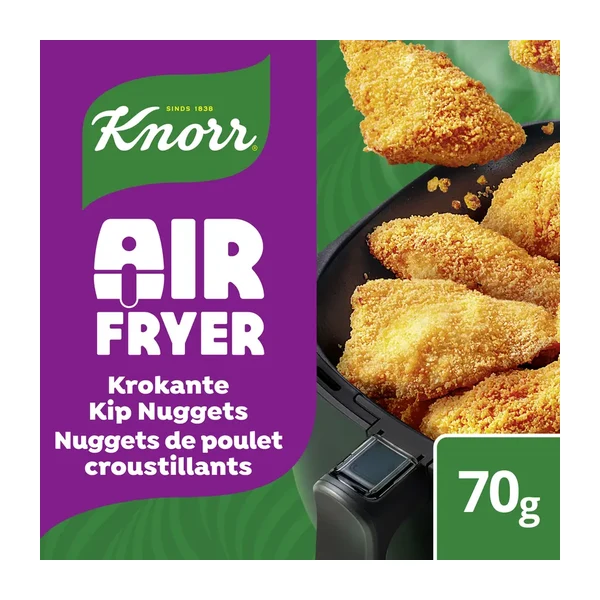 SINDS 1838
Knorr
AIR
FRYER
Krokante
Kip Nuggets
Nuggets de poulet
croustillants
70g